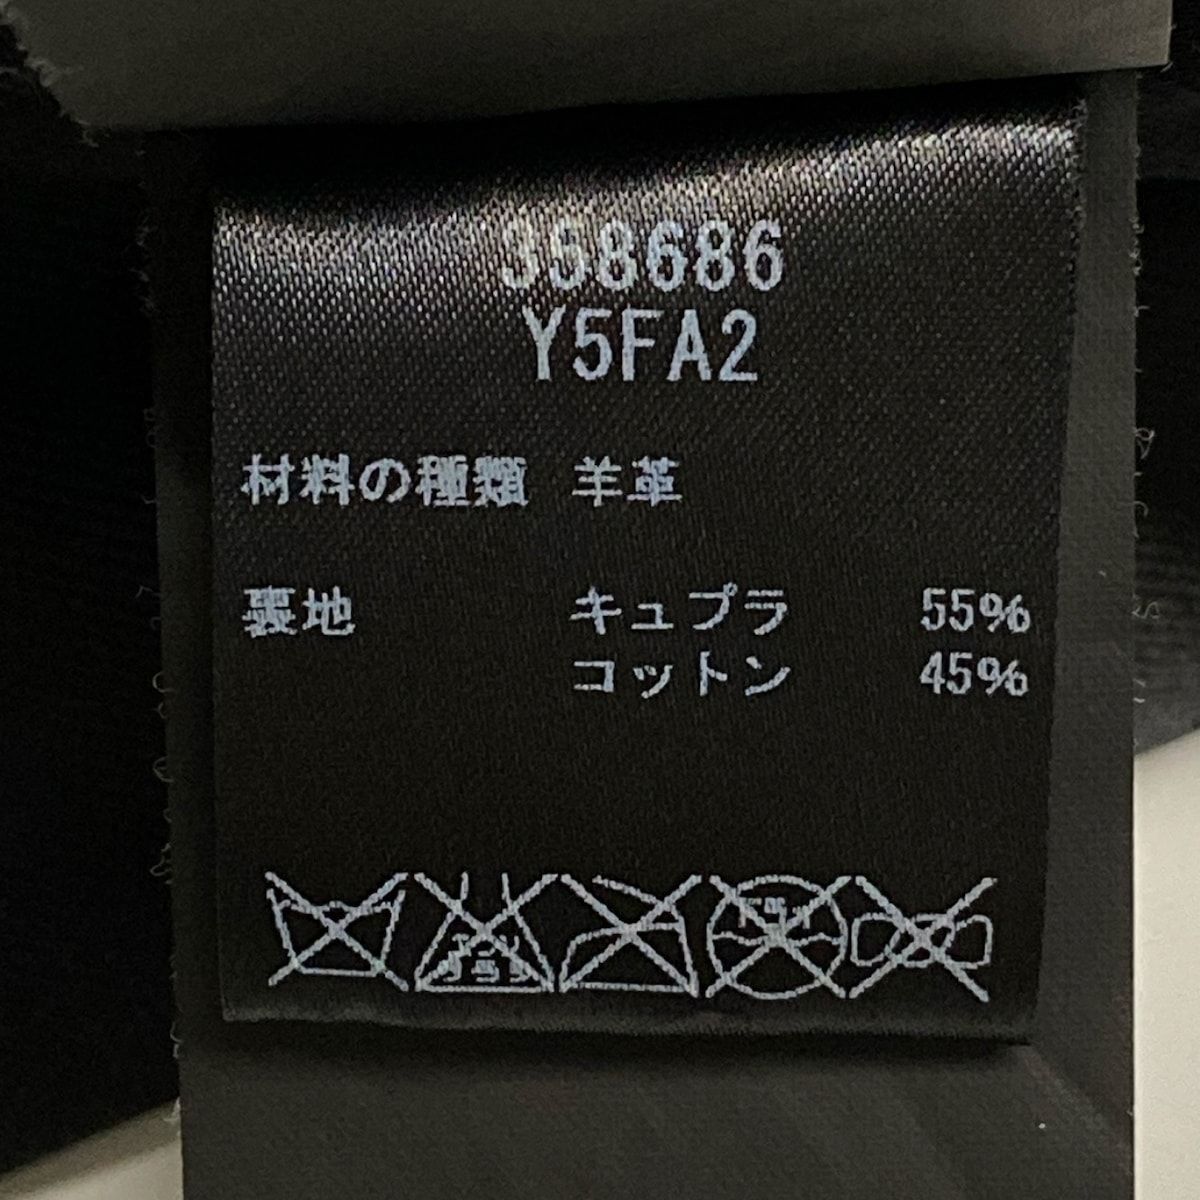 358686
Y5FA2
材料の種類 羊革
裏地 キュプラ 55%
コットン 45%